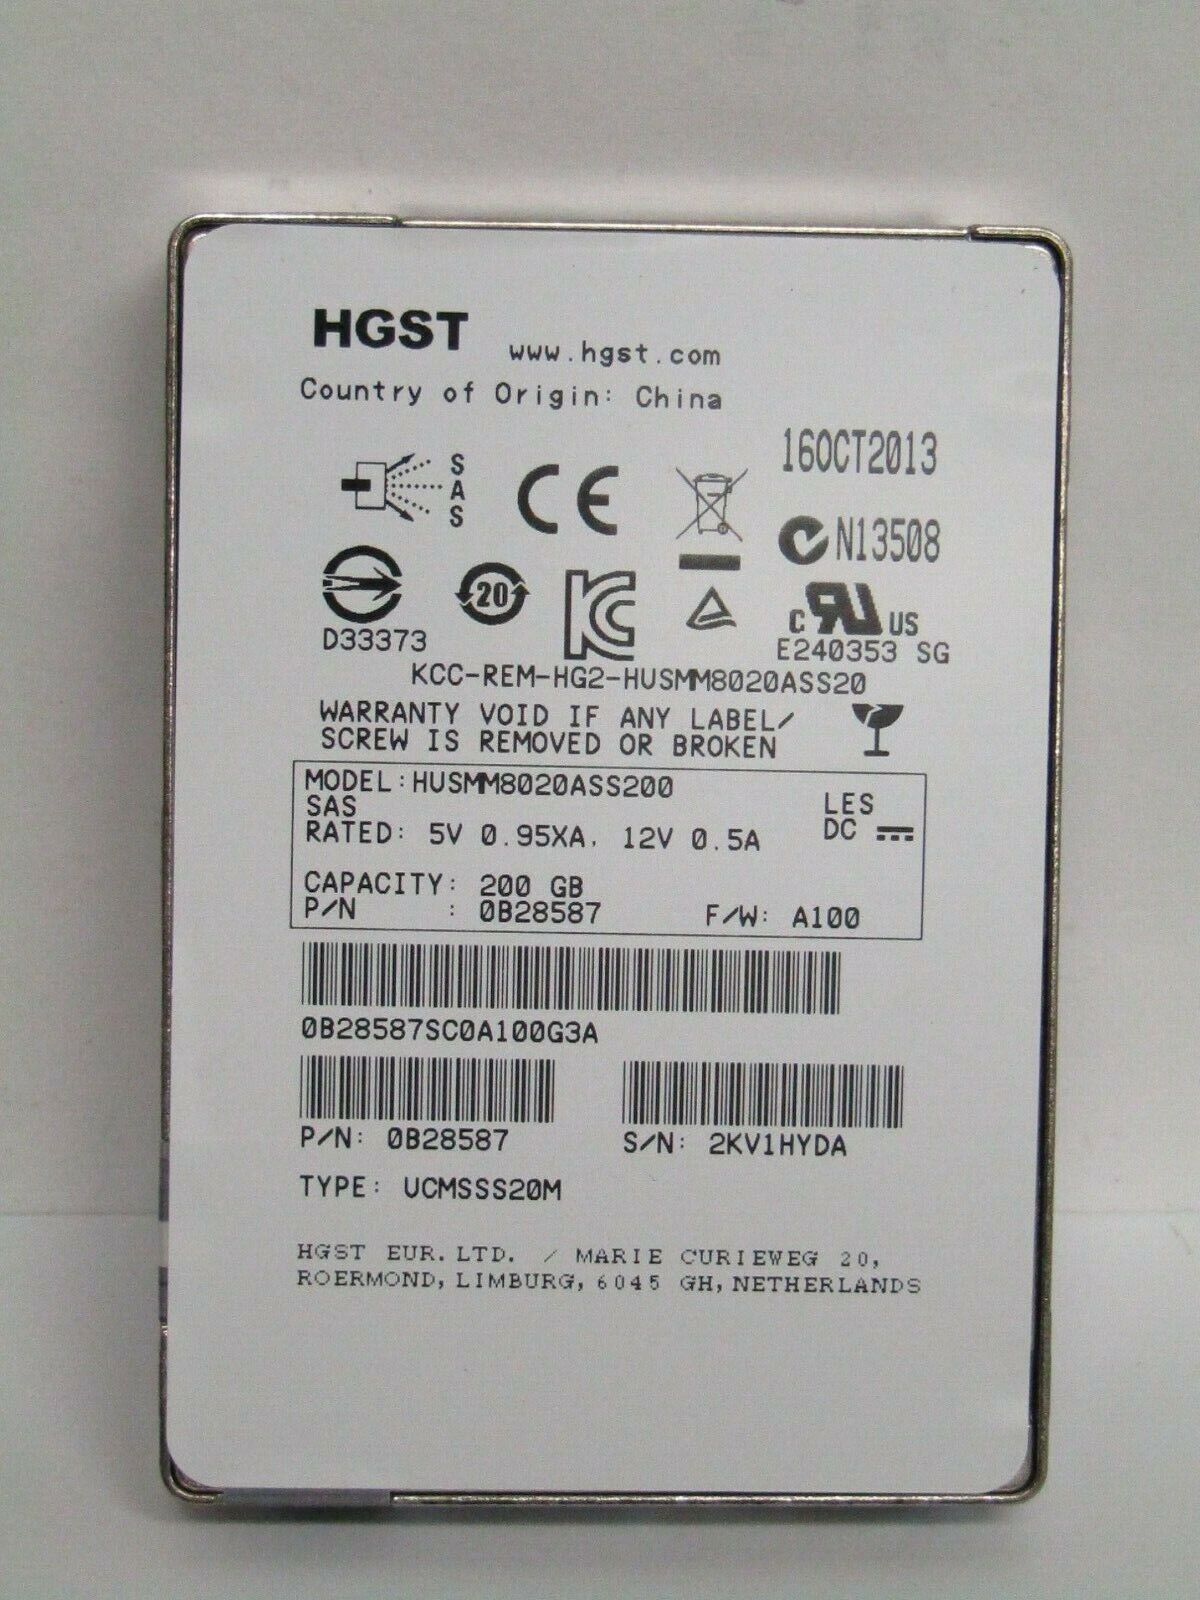 HGST www.hgst.com
Country of Origin: China
16OCT2013
S
A
S
CE
N13508
D33373
20
KC
C RU US
E240353 SG
KCC-REM-HG2-HUSMM8020ASS20
WARRANTY VOID IF ANY LABEL/
SCREW IS REMOVED OR BROKEN
MODEL:HUSMM8020ASS200
SAS LES
RATED: 5V 0.95XA, 12V 0.5A DC
CAPACITY: 200 GB
P/N : 0B28587 F/W: A100
0B28587SC0A100G3A
P/N: 0B28587 S/N: 2KV1HYDA
TYPE: UCMSSS20M
HGST EUR.LTD. / MARIE CURIEWEG 20,
ROERMOND, LIMBURG, 6045 GH, NETHERLANDS